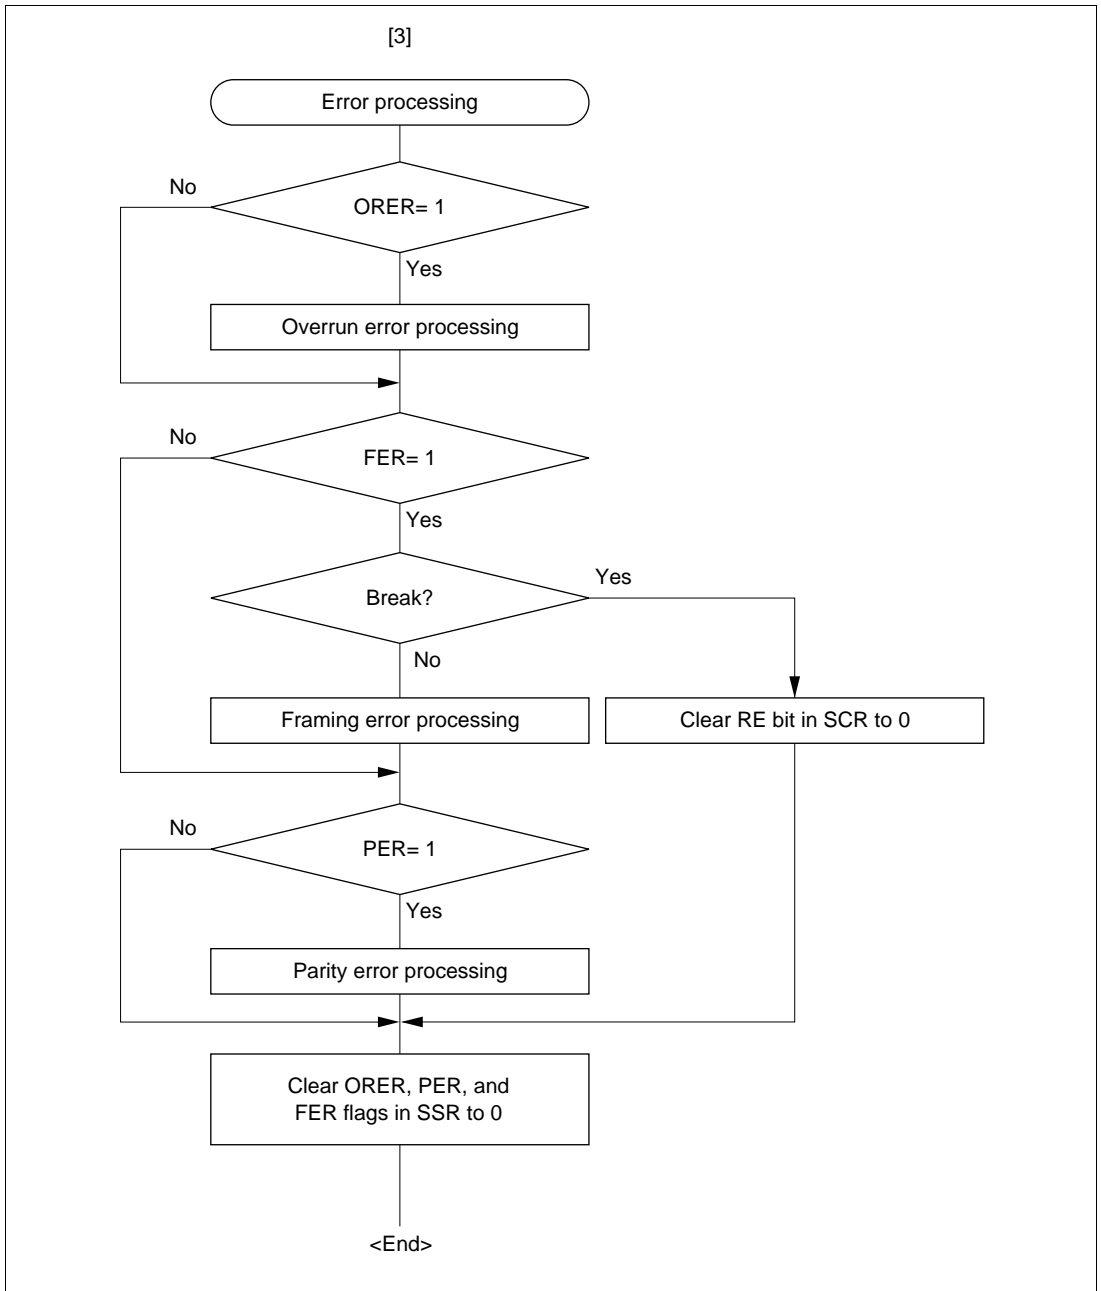 [3]
Error processing
No
ORER= 1
Yes
Overrun error processing
No
FER= 1
Yes
Break?
Yes
No
Framing error processing
Clear RE bit in SCR to 0
No
PER= 1
Yes
Parity error processing
Clear ORER, PER, and
FER flags in SSR to 0
<End>